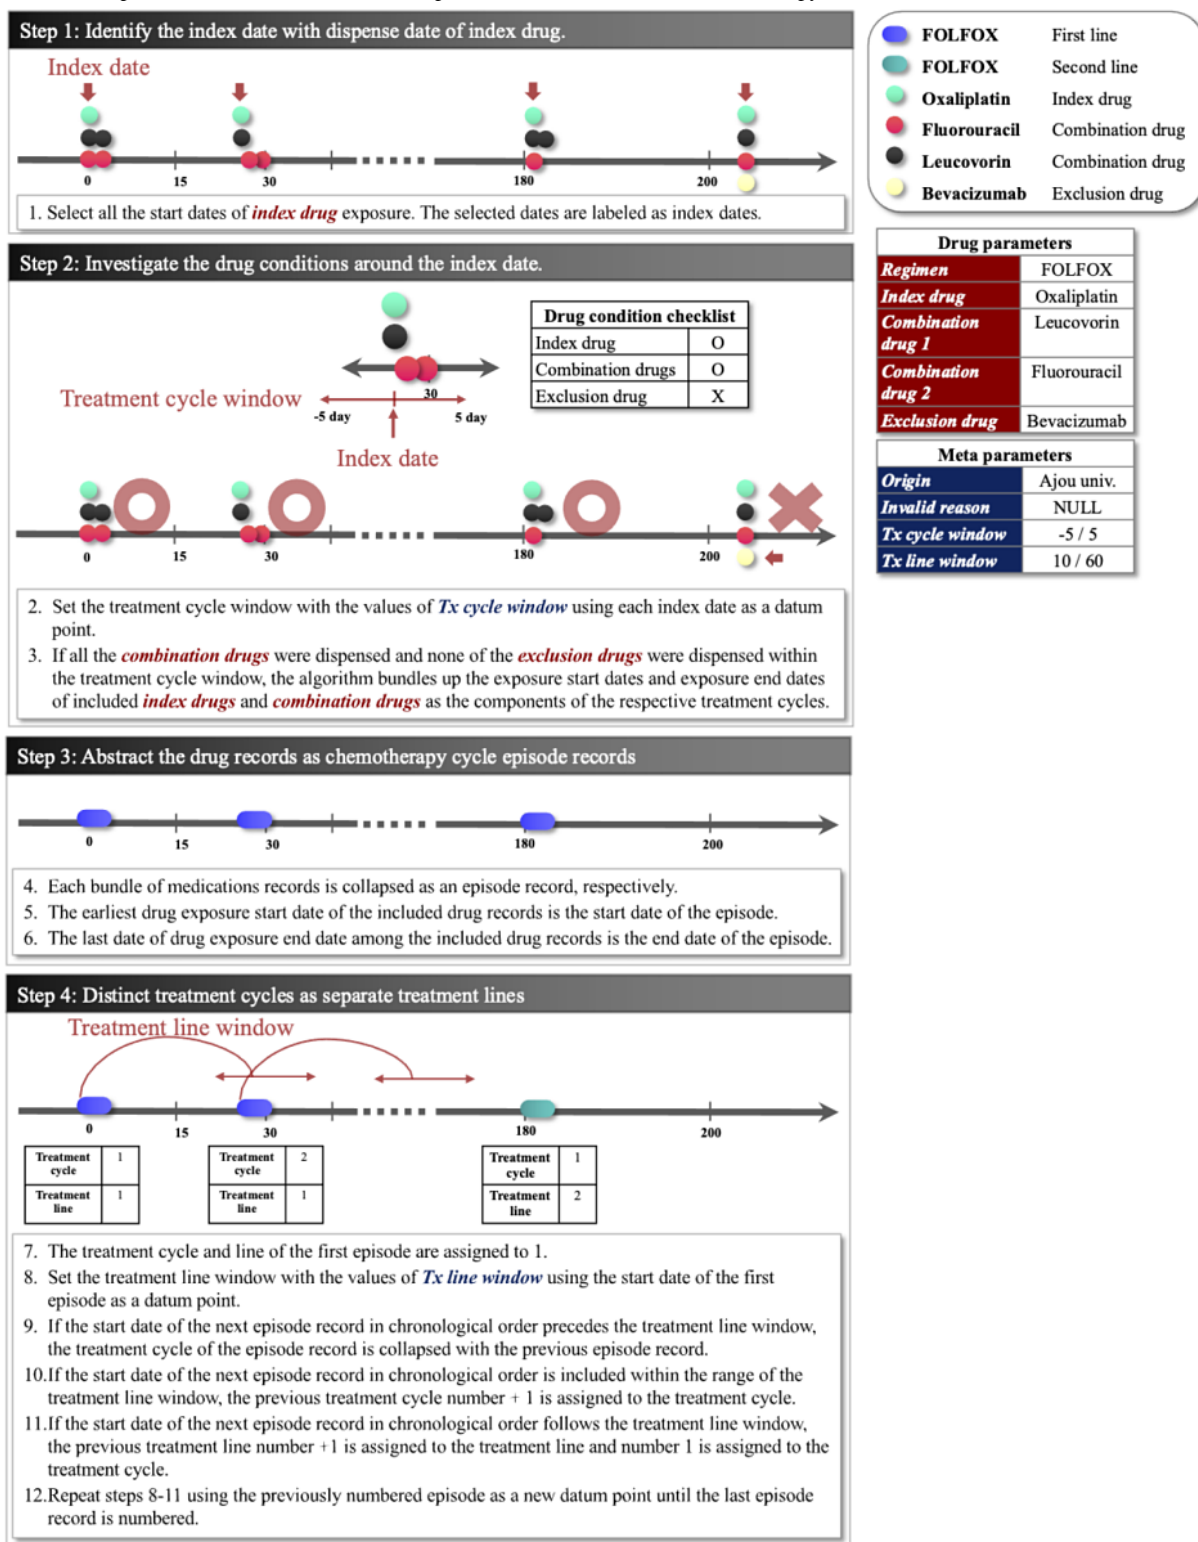 Step 1: Identify the index date with dispense date of index drug.
Index date
0 15 30 180 200
1. Select all the start dates of index drug exposure. The selected dates are labeled as index dates.
FOLFOX First line
FOLFOX Second line
Oxaliplatin Index drug
Fluorouracil Combination drug
Leucovorin Combination drug
Bevacizumab Exclusion drug
Drug parameters
Regimen FOLFOX
Index drug Oxaliplatin
Combination drug 1 Leucovorin
Combination drug 2 Fluorouracil
Exclusion drug Bevacizumab
Meta parameters
Origin Ajou univ.
Invalid reason NULL
Tx cycle window -5 / 5
Tx line window 10 / 60
Step 2: Investigate the drug conditions around the index date.
Drug condition checklist
Index drug O
Combination drugs O
Exclusion drug X
30
Treatment cycle window
-5 day 5 day
Index date
0 15 30 180 200
2. Set the treatment cycle window with the values of Tx cycle window using each index date as a datum
point.
3. If all the combination drugs were dispensed and none of the exclusion drugs were dispensed within
the treatment cycle window, the algorithm bundles up the exposure start dates and exposure end dates
of included index drugs and combination drugs as the components of the respective treatment cycles.
Step 3: Abstract the drug records as chemotherapy cycle episode records
0 15 30 180 200
4. Each bundle of medications records is collapsed as an episode record, respectively.
5. The earliest drug exposure start date of the included drug records is the start date of the episode.
6. The last date of drug exposure end date among the included drug records is the end date of the episode.
Step 4: Distinct treatment cycles as separate treatment lines
Treatment line window
0 15 30 180 200
Treatment cycle 1
Treatment line 1
Treatment cycle 2
Treatment line 1
Treatment cycle 1
Treatment line 2
7. The treatment cycle and line of the first episode are assigned to 1.
8. Set the treatment line window with the values of Tx line window using the start date of the first
episode as a datum point.
9. If the start date of the next episode record in chronological order precedes the treatment line window,
the treatment cycle of the episode record is collapsed with the previous episode record.
10.If the start date of the next episode record in chronological order is included within the range of the
treatment line window, the previous treatment cycle number + 1 is assigned to the treatment cycle.
11.If the start date of the next episode record in chronological order follows the treatment line window,
the previous treatment line number +1 is assigned to the treatment line and number 1 is assigned to the
treatment cycle.
12.Repeat steps 8-11 using the previously numbered episode as a new datum point until the last episode
record is numbered.